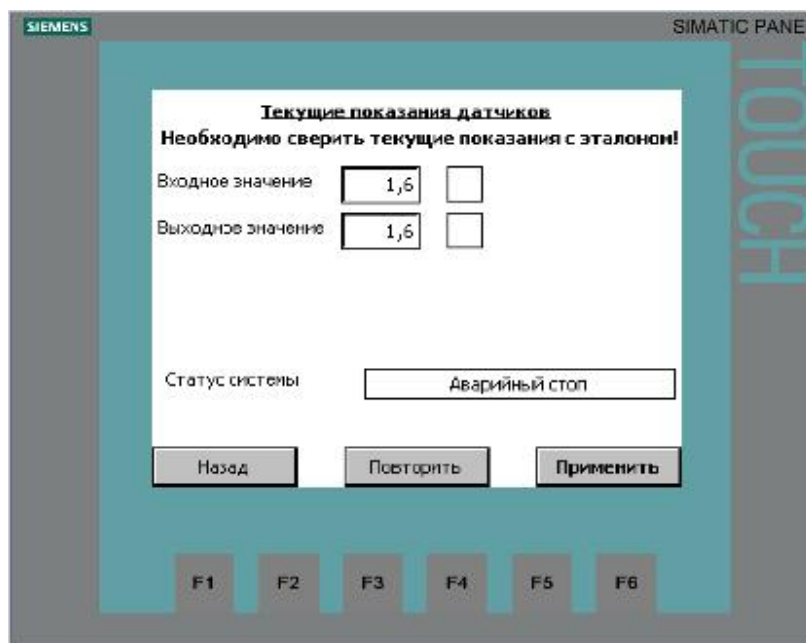 SIEMENS
SIMATIC PANE
TOUCH
Текущие показания датчиков
Необходимо сверить текущие показания с эталоном!
Входное значение 1,6
Выходное значение 1,6
Статус системы Аварийный стоп
Назад Повторить Применить
F1 F2 F3 F4 F5 F6